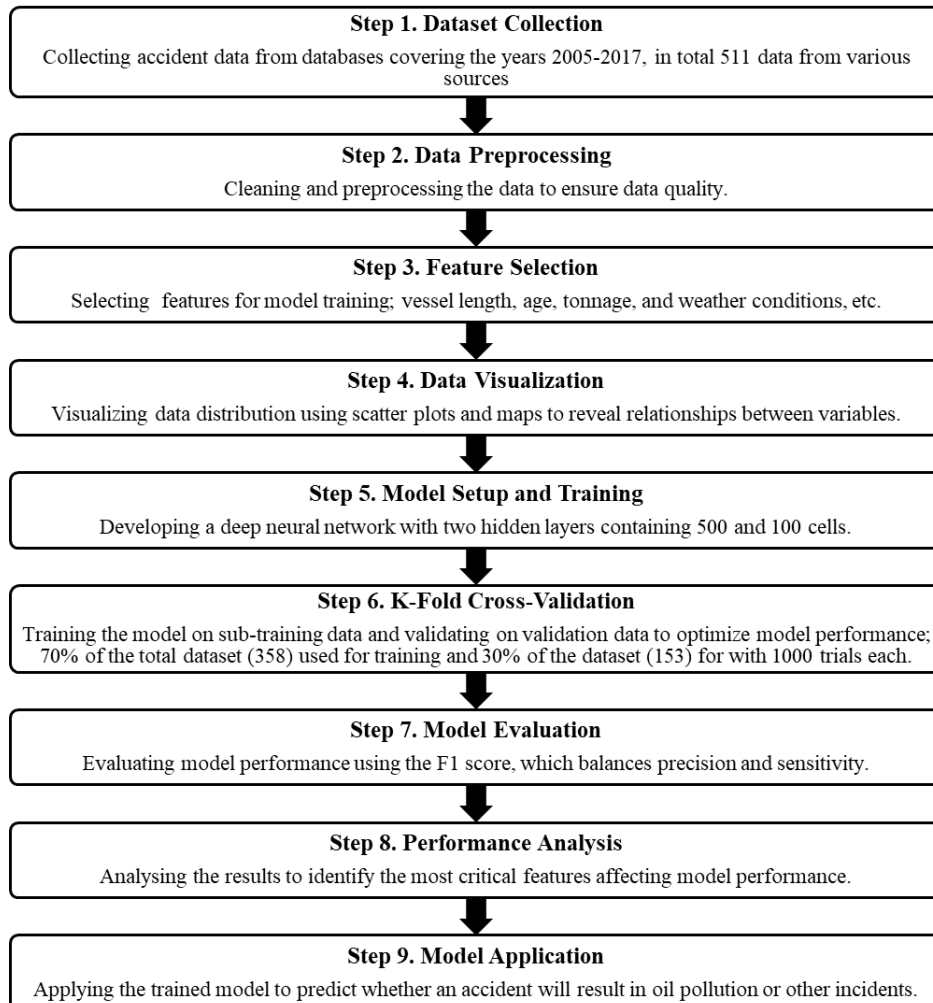 Step 1. Dataset Collection
Collecting accident data from databases covering the years 2005-2017, in total 511 data from various
sources
Step 2. Data Preprocessing
Cleaning and preprocessing the data to ensure data quality.
Step 3. Feature Selection
Selecting features for model training; vessel length, age, tonnage, and weather conditions, etc.
Step 4. Data Visualization
Visualizing data distribution using scatter plots and maps to reveal relationships between variables.
Step 5. Model Setup and Training
Developing a deep neural network with two hidden layers containing 500 and 100 cells.
Step 6. K-Fold Cross-Validation
Training the model on sub-training data and validating on validation data to optimize model performance;
70% of the total dataset (358) used for training and 30% of the dataset (153) for with 1000 trials each.
Step 7. Model Evaluation
Evaluating model performance using the F1 score, which balances precision and sensitivity.
Step 8. Performance Analysis
Analysing the results to identify the most critical features affecting model performance.
Step 9. Model Application
Applying the trained model to predict whether an accident will result in oil pollution or other incidents.